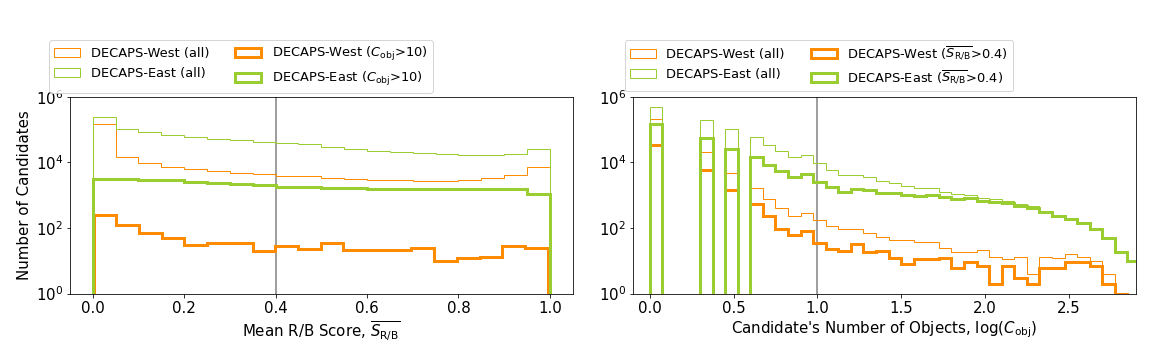 DECAPS-West (all) DECAPS-West (C_obj>10)
DECAPS-East (all) DECAPS-East (C_obj>10)
10^6
10^4
10^2
10^0
Number of Candidates
0.0 0.2 0.4 0.6 0.8 1.0
Mean R/B Score, S̅_R/B
DECAPS-West (all) DECAPS-West (S̅_R/B>0.4)
DECAPS-East (all) DECAPS-East (S̅_R/B>0.4)
10^6
10^4
10^2
10^0
0.0 0.5 1.0 1.5 2.0 2.5
Candidate's Number of Objects, log(C_obj)